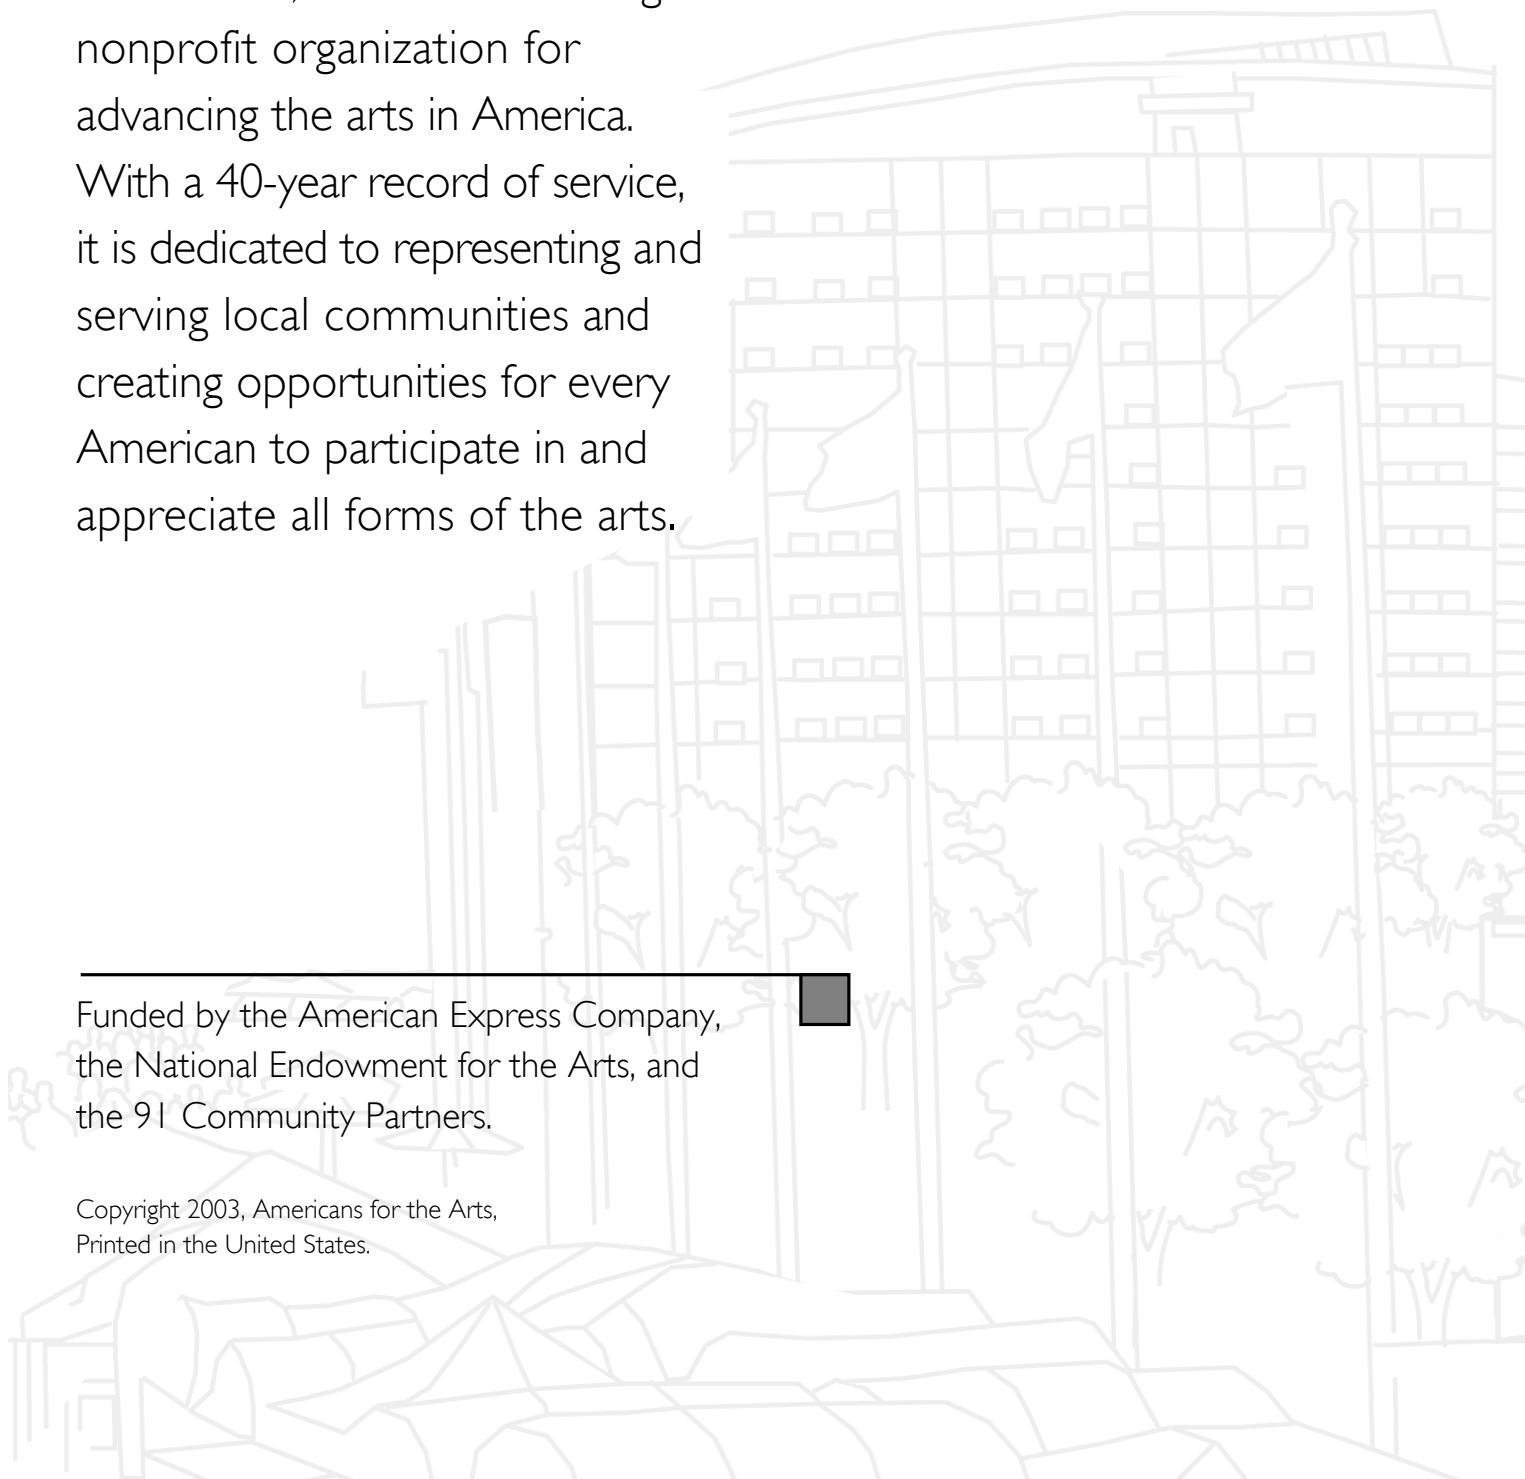 nonprofit organization for
advancing the arts in America.
With a 40-year record of service,
it is dedicated to representing and
serving local communities and
creating opportunities for every
American to participate in and
appreciate all forms of the arts.
Funded by the American Express Company,
the National Endowment for the Arts, and
the 91 Community Partners.
Copyright 2003, Americans for the Arts,
Printed in the United States.